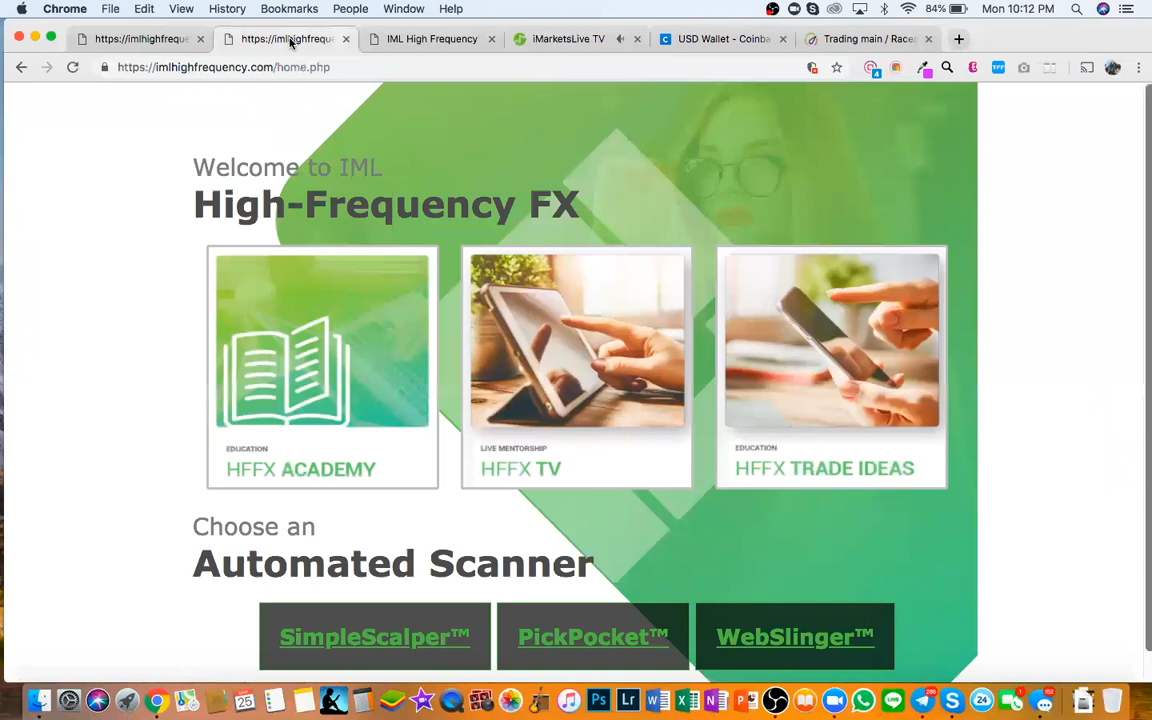 Chrome File Edit View History Bookmarks People Window Help 84% Mon 10:12 PM
https://imlhighfreque https://imlhighfreque IML High Frequency iMarketsLive TV USD Wallet - Coinba Trading main / Race
https://imlhighfrequency.com/home.php
Welcome to IML
High-Frequency FX
EDUCATION
HFFX ACADEMY
LIVE MENTORSHIP
HFFX TV
EDUCATION
HFFX TRADE IDEAS
Choose an
Automated Scanner
SimpleScalper™ PickPocket™ WebSlinger™